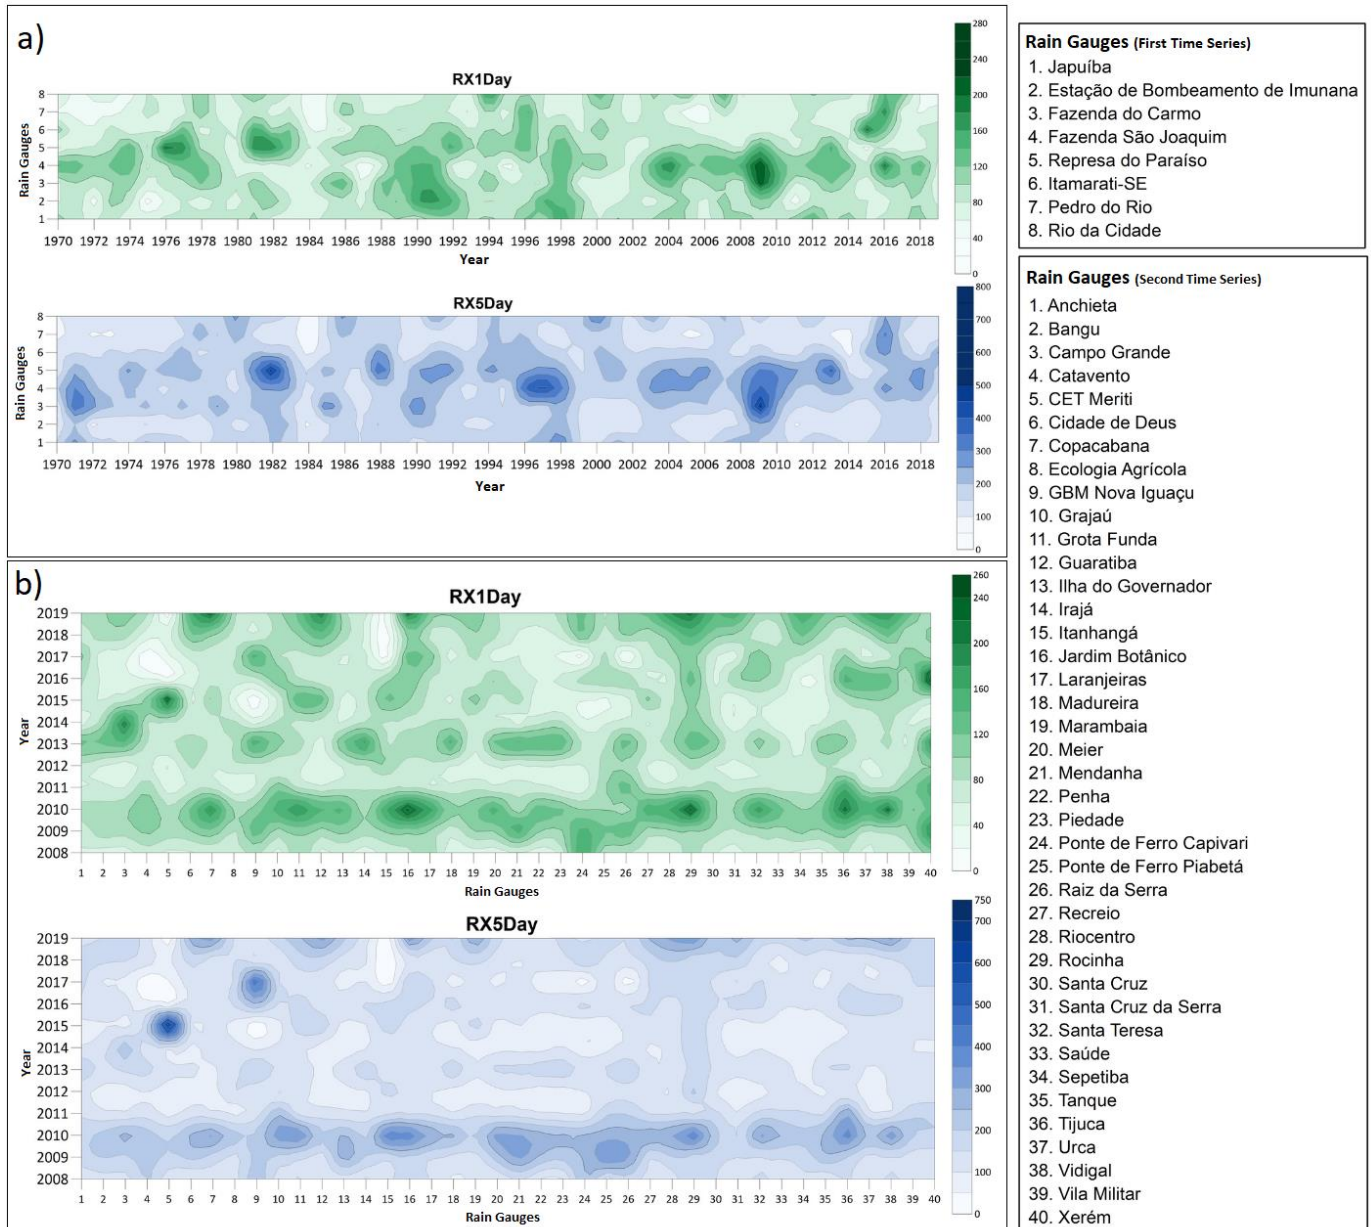 a)
RX1Day
Rain Gauges
8
7
6
5
4
3
2
1
1970 1972 1974 1976 1978 1980 1982 1984 1986 1988 1990 1992 1994 1996 1998 2000 2002 2004 2006 2008 2010 2012 2014 2016 2018
Year
280
240
200
160
120
80
40
0
RX5Day
Rain Gauges
8
7
6
5
4
3
2
1
1970 1972 1974 1976 1978 1980 1982 1984 1986 1988 1990 1992 1994 1996 1998 2000 2002 2004 2006 2008 2010 2012 2014 2016 2018
Year
800
700
600
500
400
300
200
100
0
b)
RX1Day
Year
2019
2018
2017
2016
2015
2014
2013
2012
2011
2010
2009
2008
1 2 3 4 5 6 7 8 9 10 11 12 13 14 15 16 17 18 19 20 21 22 23 24 25 26 27 28 29 30 31 32 33 34 35 36 37 38 39 40
Rain Gauges
260
240
200
160
120
80
40
0
RX5Day
Year
2019
2018
2017
2016
2015
2014
2013
2012
2011
2010
2009
2008
1 2 3 4 5 6 7 8 9 10 11 12 13 14 15 16 17 18 19 20 21 22 23 24 25 26 27 28 29 30 31 32 33 34 35 36 37 38 39 40
Rain Gauges
750
700
600
500
400
300
200
100
0
Rain Gauges (First Time Series)
1. Japuíba
2. Estação de Bombeamento de Imunana
3. Fazenda do Carmo
4. Fazenda São Joaquim
5. Represa do Paraíso
6. Itamarati-SE
7. Pedro do Rio
8. Rio da Cidade
Rain Gauges (Second Time Series)
1. Anchieta
2. Bangu
3. Campo Grande
4. Catavento
5. CET Meriti
6. Cidade de Deus
7. Copacabana
8. Ecologia Agrícola
9. GBM Nova Iguaçu
10. Grajaú
11. Grota Funda
12. Guaratiba
13. Ilha do Governador
14. Irajá
15. Itanhangá
16. Jardim Botânico
17. Laranjeiras
18. Madureira
19. Marambaia
20. Meier
21. Mendanha
22. Penha
23. Piedade
24. Ponte de Ferro Capivari
25. Ponte de Ferro Piabetá
26. Raiz da Serra
27. Recreio
28. Riocentro
29. Rocinha
30. Santa Cruz
31. Santa Cruz da Serra
32. Santa Teresa
33. Saúde
34. Sepetiba
35. Tanque
36. Tijuca
37. Urca
38. Vidigal
39. Vila Militar
40. Xerém